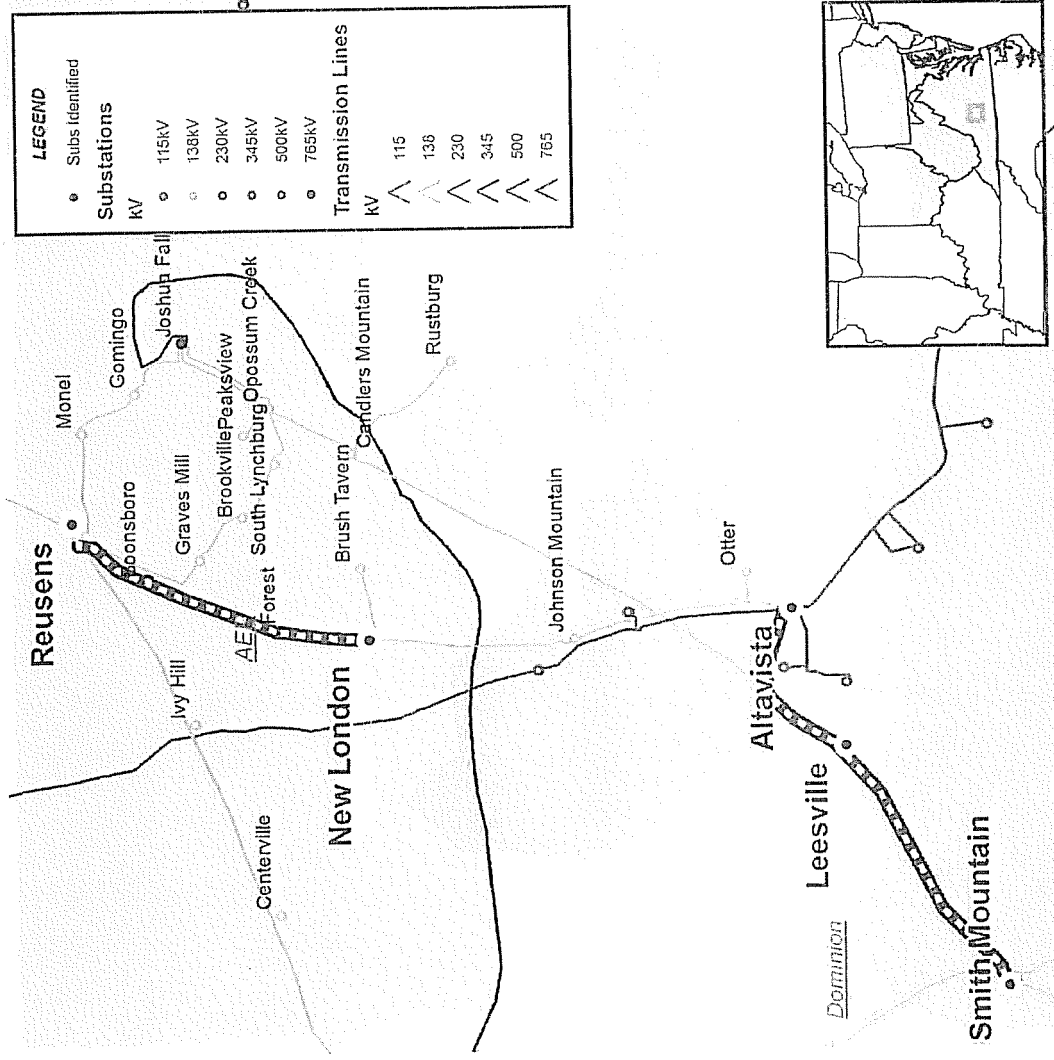 LEGEND
Subs Identified
Substations
kV
115kV
138kV
230kV
345kV
500kV
765kV
Transmission Lines
kV
115
138
230
345
500
765
Reusens
Monel
Gomingo
Joshua Fall
Boonsboro
Graves Mill
Brookville
Peaksview
South Lynchburg
Opossum Creek
Ivy Hill
AE
Forest
Brush Tavern
Candlers Mountain
Rustburg
Centerville
New London
Johnson Mountain
Otter
Altavista
Leesville
Dominion
Smith Mountain